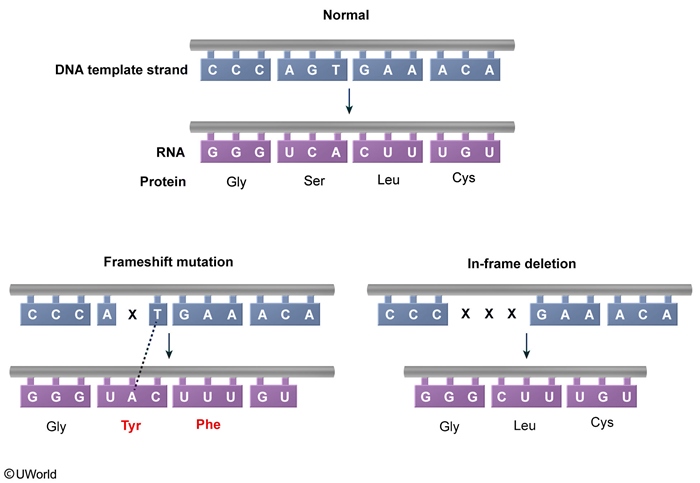 Normal
DNA template strand C C C A G T G A A A C A
RNA G G G U C A C U U U G U
Protein Gly Ser Leu Cys
Frameshift mutation
C C C A X T G A A A C A
G G G U A C U U U G U
Gly Tyr Phe
In-frame deletion
C C C X X X G A A A C A
G G G C U U U G U
Gly Leu Cys
©UWorld